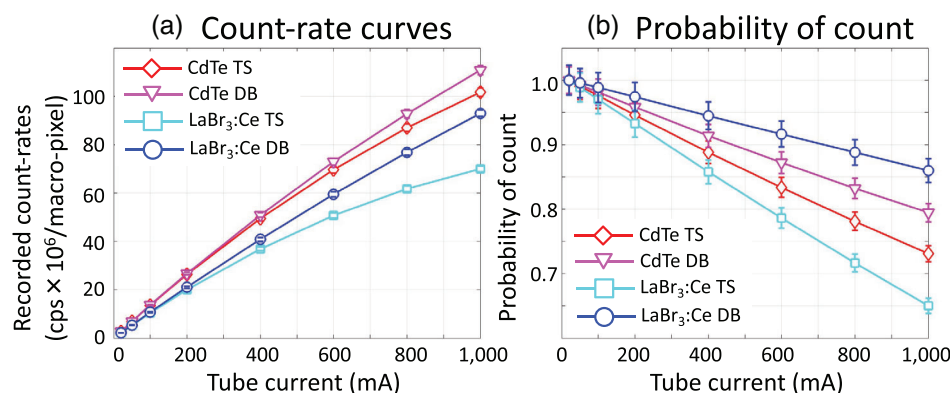 (a) Count-rate curves
CdTe TS
CdTe DB
LaBr₃:Ce TS
LaBr₃:Ce DB
Recorded count-rates
(cps × 10⁶/macro-pixel)
100
80
60
40
20
0
0 200 400 600 800 1,000
Tube current (mA)
(b) Probability of count
Probability of count
1.0
0.9
0.8
0.7
CdTe TS
CdTe DB
LaBr₃:Ce TS
LaBr₃:Ce DB
0 200 400 600 800 1,000
Tube current (mA)